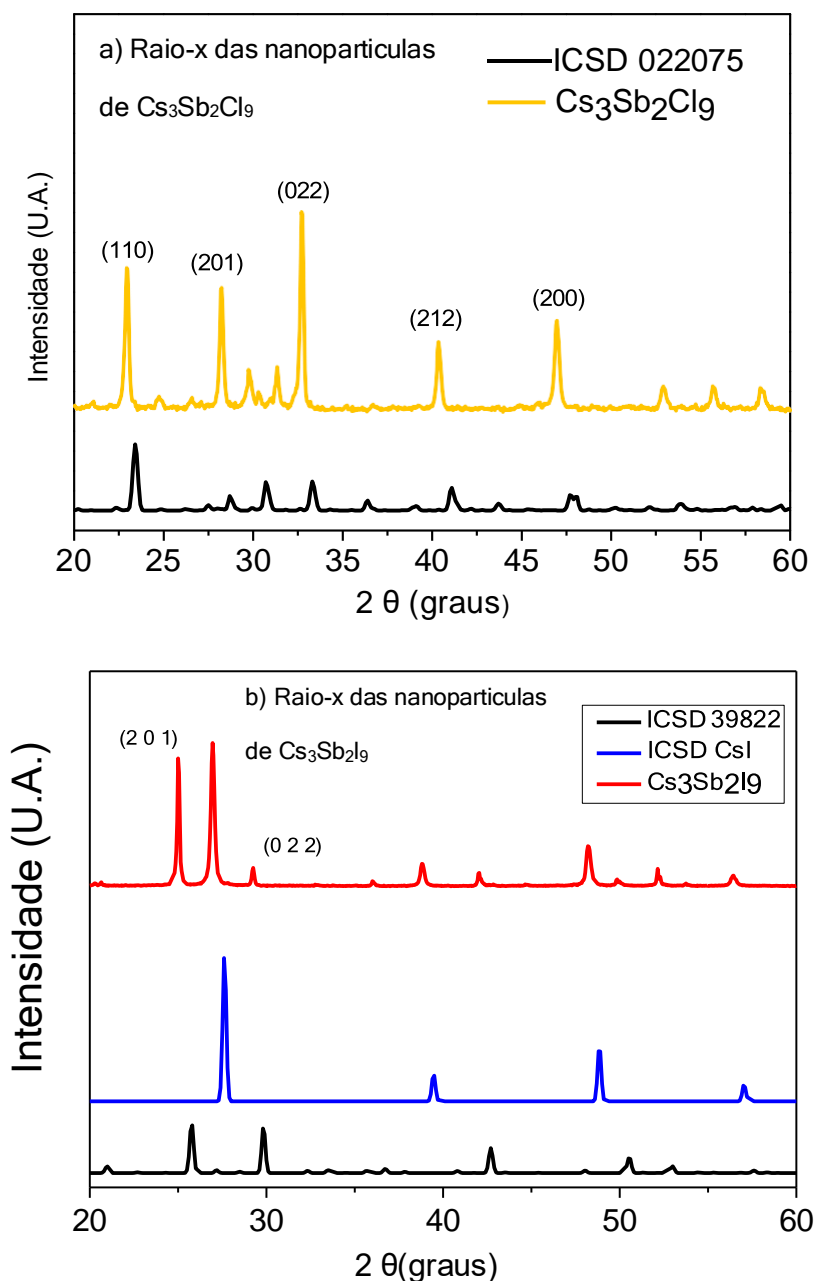 a) Raio-x das nanoparticulas
de Cs₃Sb₂Cl₉
ICSD 022075
Cs₃Sb₂Cl₉
(110)
(201)
(022)
(212)
(200)
Intensidade (U.A.)
20 25 30 35 40 45 50 55 60
2 θ (graus)
b) Raio-x das nanoparticulas
de Cs₃Sb₂I₉
ICSD 39822
ICSD CsI
Cs3Sb2I9
(2 0 1)
(0 2 2)
Intensidade (U.A.)
20 30 40 50 60
2 θ(graus)